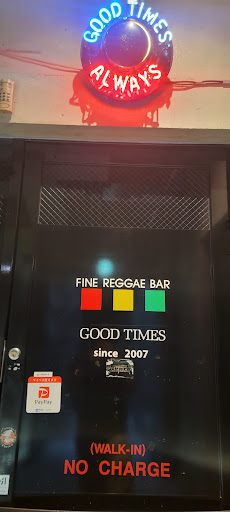 GOOD TIMES
ALWAYS
FINE REGGAE BAR
GOOD TIMES
since 2007
PayPay
(WALK-IN)
NO CHARGE